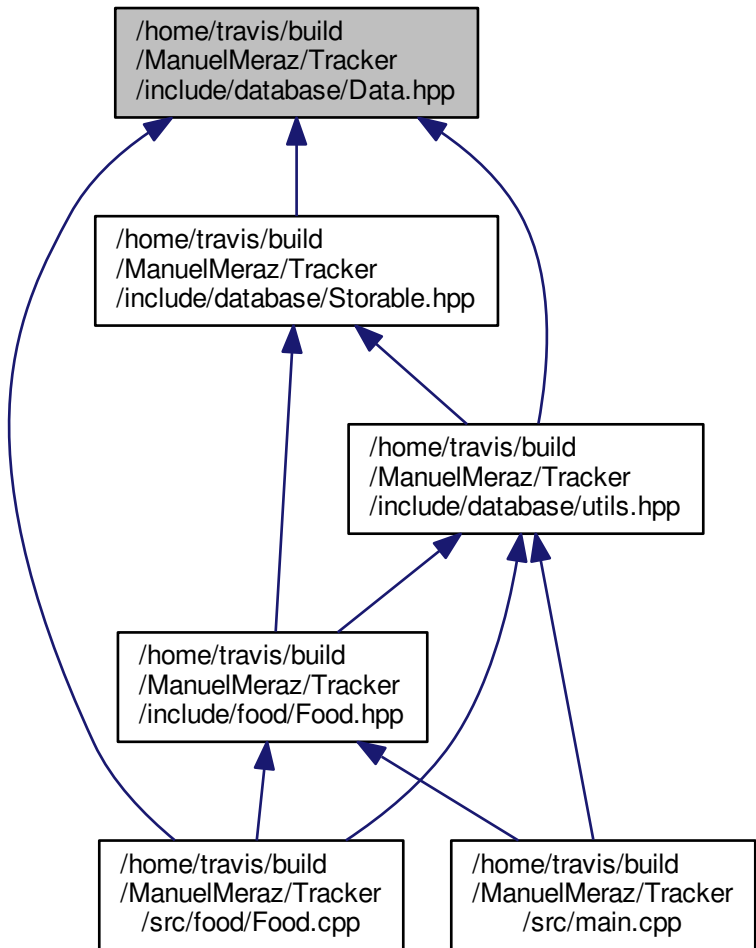 /home/travis/build
/ManuelMeraz/Tracker
/include/database/Data.hpp
/home/travis/build
/ManuelMeraz/Tracker
/include/database/Storable.hpp
/home/travis/build
/ManuelMeraz/Tracker
/include/database/utils.hpp
/home/travis/build
/ManuelMeraz/Tracker
/include/food/Food.hpp
/home/travis/build
/ManuelMeraz/Tracker
/src/food/Food.cpp
/home/travis/build
/ManuelMeraz/Tracker
/src/main.cpp